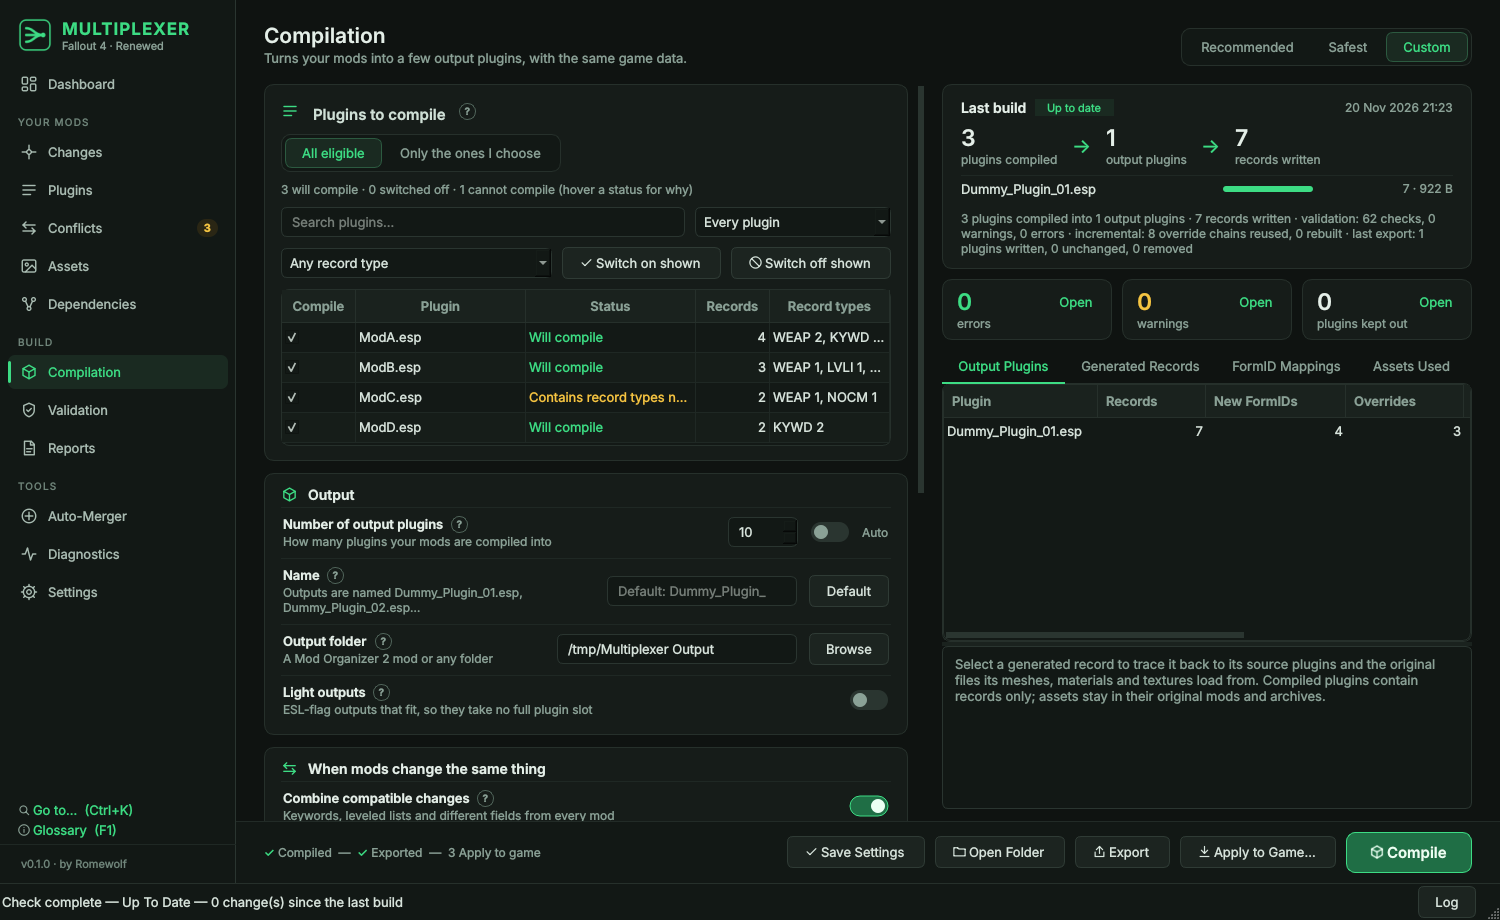 MULTIPLEXER
Fallout 4 · Renewed
Dashboard
YOUR MODS
Changes
Plugins
Conflicts 3
Assets
Dependencies
BUILD
Compilation
Validation
Reports
TOOLS
Auto-Merger
Diagnostics
Settings
Go to... (Ctrl+K)
Glossary (F1)
v0.1.0 · by Romewolf
Compilation
Turns your mods into a few output plugins, with the same game data.
Recommended Safest Custom
Plugins to compile ?
All eligible Only the ones I choose
3 will compile · 0 switched off · 1 cannot compile (hover a status for why)
Search plugins... Every plugin
Any record type Switch on shown Switch off shown
Compile Plugin Status Records Record types
ModA.esp Will compile 4 WEAP 2, KYWD ...
ModB.esp Will compile 3 WEAP 1, LVLI 1, ...
ModC.esp Contains record types n... 2 WEAP 1, NOCM 1
ModD.esp Will compile 2 KYWD 2
Output
Number of output plugins ?
How many plugins your mods are compiled into
10 Auto
Name ?
Outputs are named Dummy_Plugin_01.esp,
Dummy_Plugin_02.esp...
Default: Dummy_Plugin_ Default
Output folder ?
A Mod Organizer 2 mod or any folder
/tmp/Multiplexer Output Browse
Light outputs ?
ESL-flag outputs that fit, so they take no full plugin slot
When mods change the same thing
Combine compatible changes ?
Keywords, leveled lists and different fields from every mod
Last build Up to date 20 Nov 2026 21:23
3 1 7
plugins compiled output plugins records written
Dummy_Plugin_01.esp 7 · 922 B
3 plugins compiled into 1 output plugins · 7 records written · validation: 62 checks, 0
warnings, 0 errors · incremental: 8 override chains reused, 0 rebuilt · last export: 1
plugins written, 0 unchanged, 0 removed
0 Open
errors
0 Open
warnings
0 Open
plugins kept out
Output Plugins Generated Records FormID Mappings Assets Used
Plugin Records New FormIDs Overrides
Dummy_Plugin_01.esp 7 4 3
Select a generated record to trace it back to its source plugins and the original
files its meshes, materials and textures load from. Compiled plugins contain
records only; assets stay in their original mods and archives.
Compiled — Exported — 3 Apply to game
Save Settings Open Folder Export Apply to Game... Compile
Check complete — Up To Date — 0 change(s) since the last build
Log